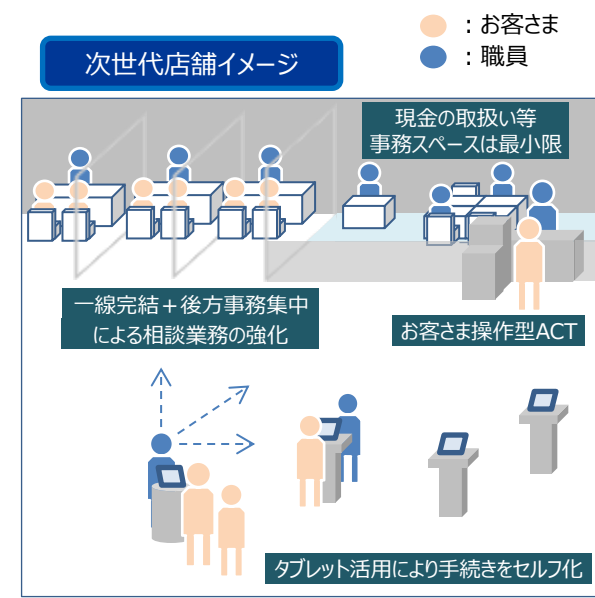 ：お客さま
：職員
次世代店舗イメージ
現金の取扱い等
事務スペースは最小限
一線完結＋後方事務集中
による相談業務の強化
お客さま操作型ACT
タブレット活用により手続きをセルフ化